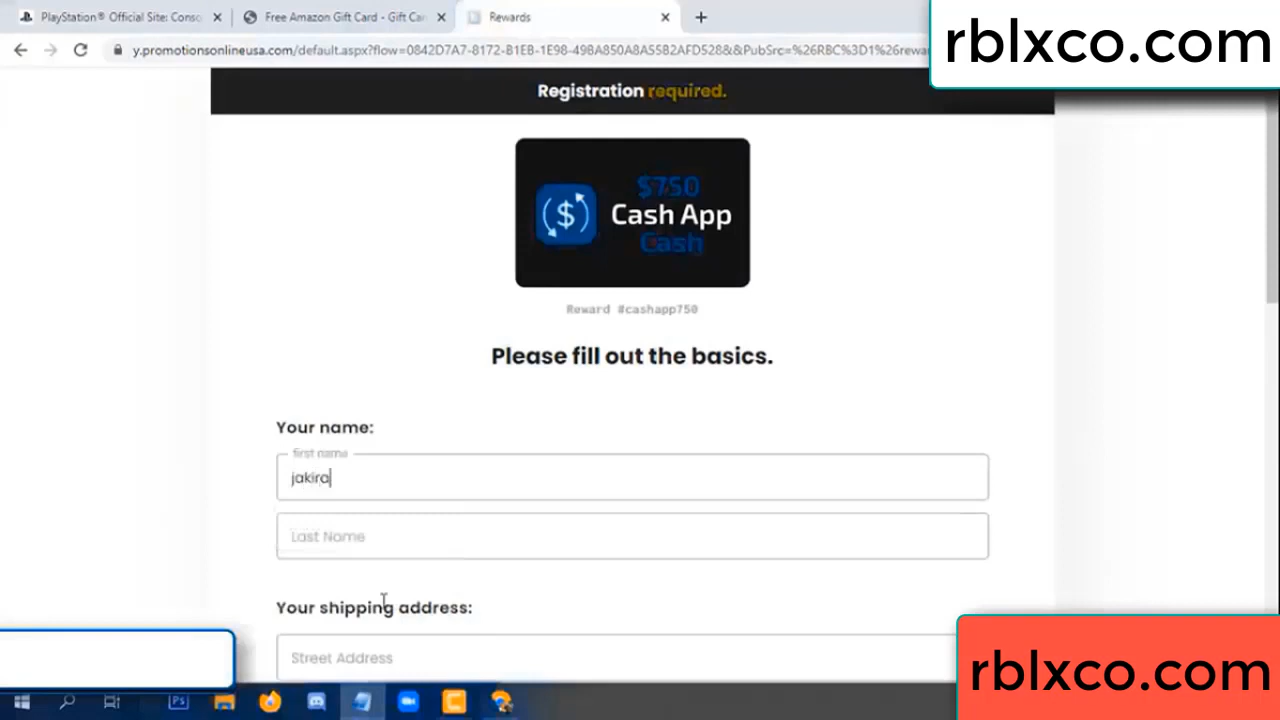 PlayStation® Official Site: Conso
Free Amazon Gift Card - Gift Car
Rewards
rblxco.com
y.promotionsonlineusa.com/default.aspx?flow=0842D7A7-8172-B1EB-1E98-49BA850A8A55B2AFD528&&PubSrc=%26RBC%3D1%26rewar
Registration required.
$750
Cash App
Cash
Reward #cashapp750
Please fill out the basics.
Your name:
first name
jakira
Last Name
Your shipping address:
Street Address
rblxco.com
Ps